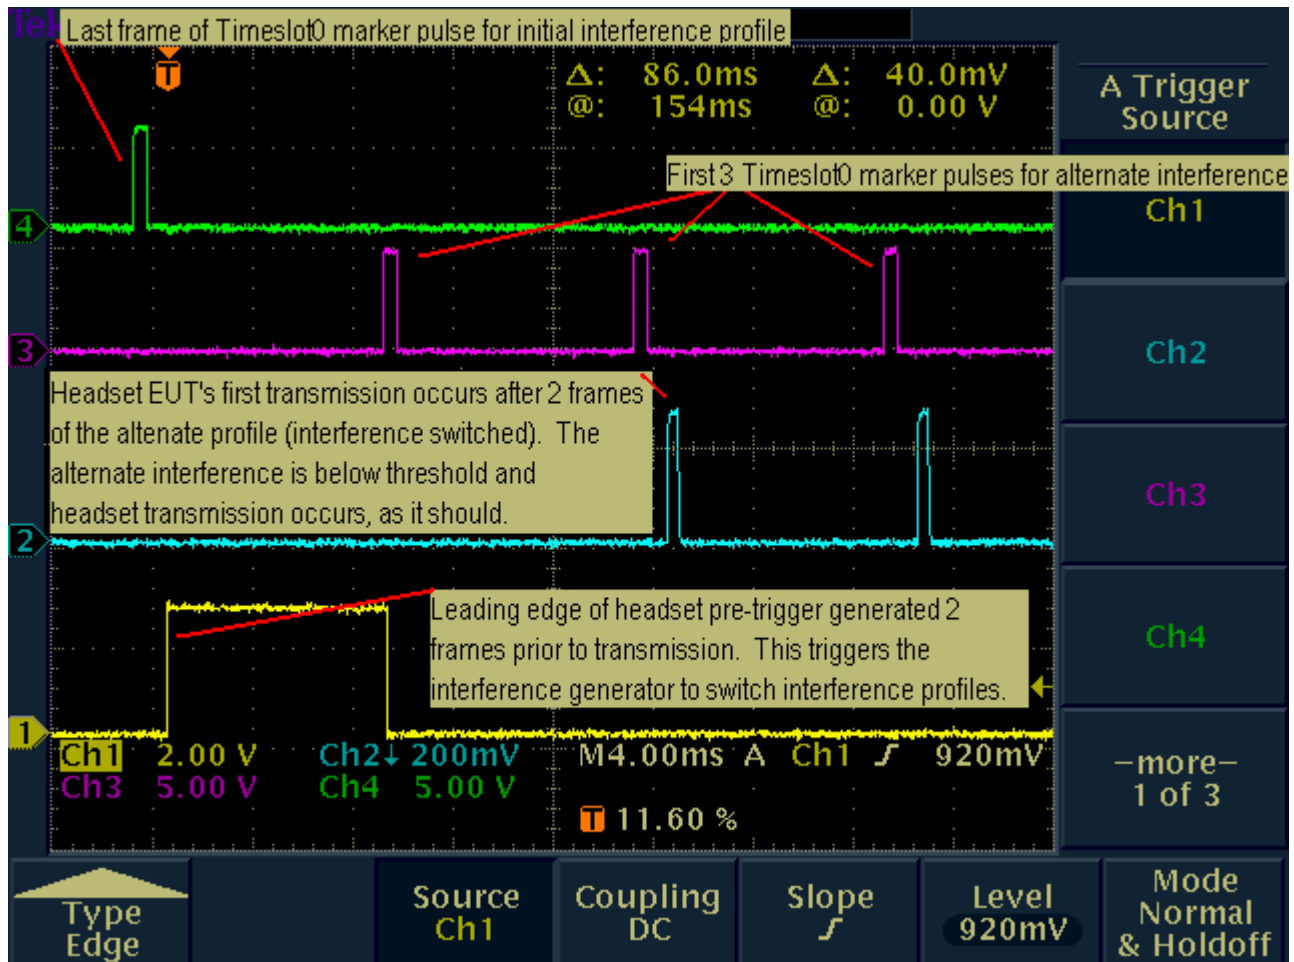 Tek
Last frame of Timeslot0 marker pulse for initial interference profile
T
Δ: 86.0ms Δ: 40.0mV
@: 154ms @: 0.00 V
A Trigger
Source
First 3 Timeslot0 marker pulses for alternate interference
Ch1
4
3
Ch2
Headset EUT's first transmission occurs after 2 frames
of the altenate profile (interference switched). The
alternate interference is below threshold and
headset transmission occurs, as it should.
Ch3
2
Leading edge of headset pre-trigger generated 2
frames prior to transmission. This triggers the
interference generator to switch interference profiles.
Ch4
1
Ch1 2.00 V Ch2↓ 200mV M4.00ms A Ch1 ƒ 920mV
Ch3 5.00 V Ch4 5.00 V
T 11.60 %
–more–
1 of 3
Type
Edge
Source
Ch1
Coupling
DC
Slope
ƒ
Level
920mV
Mode
Normal
& Holdoff